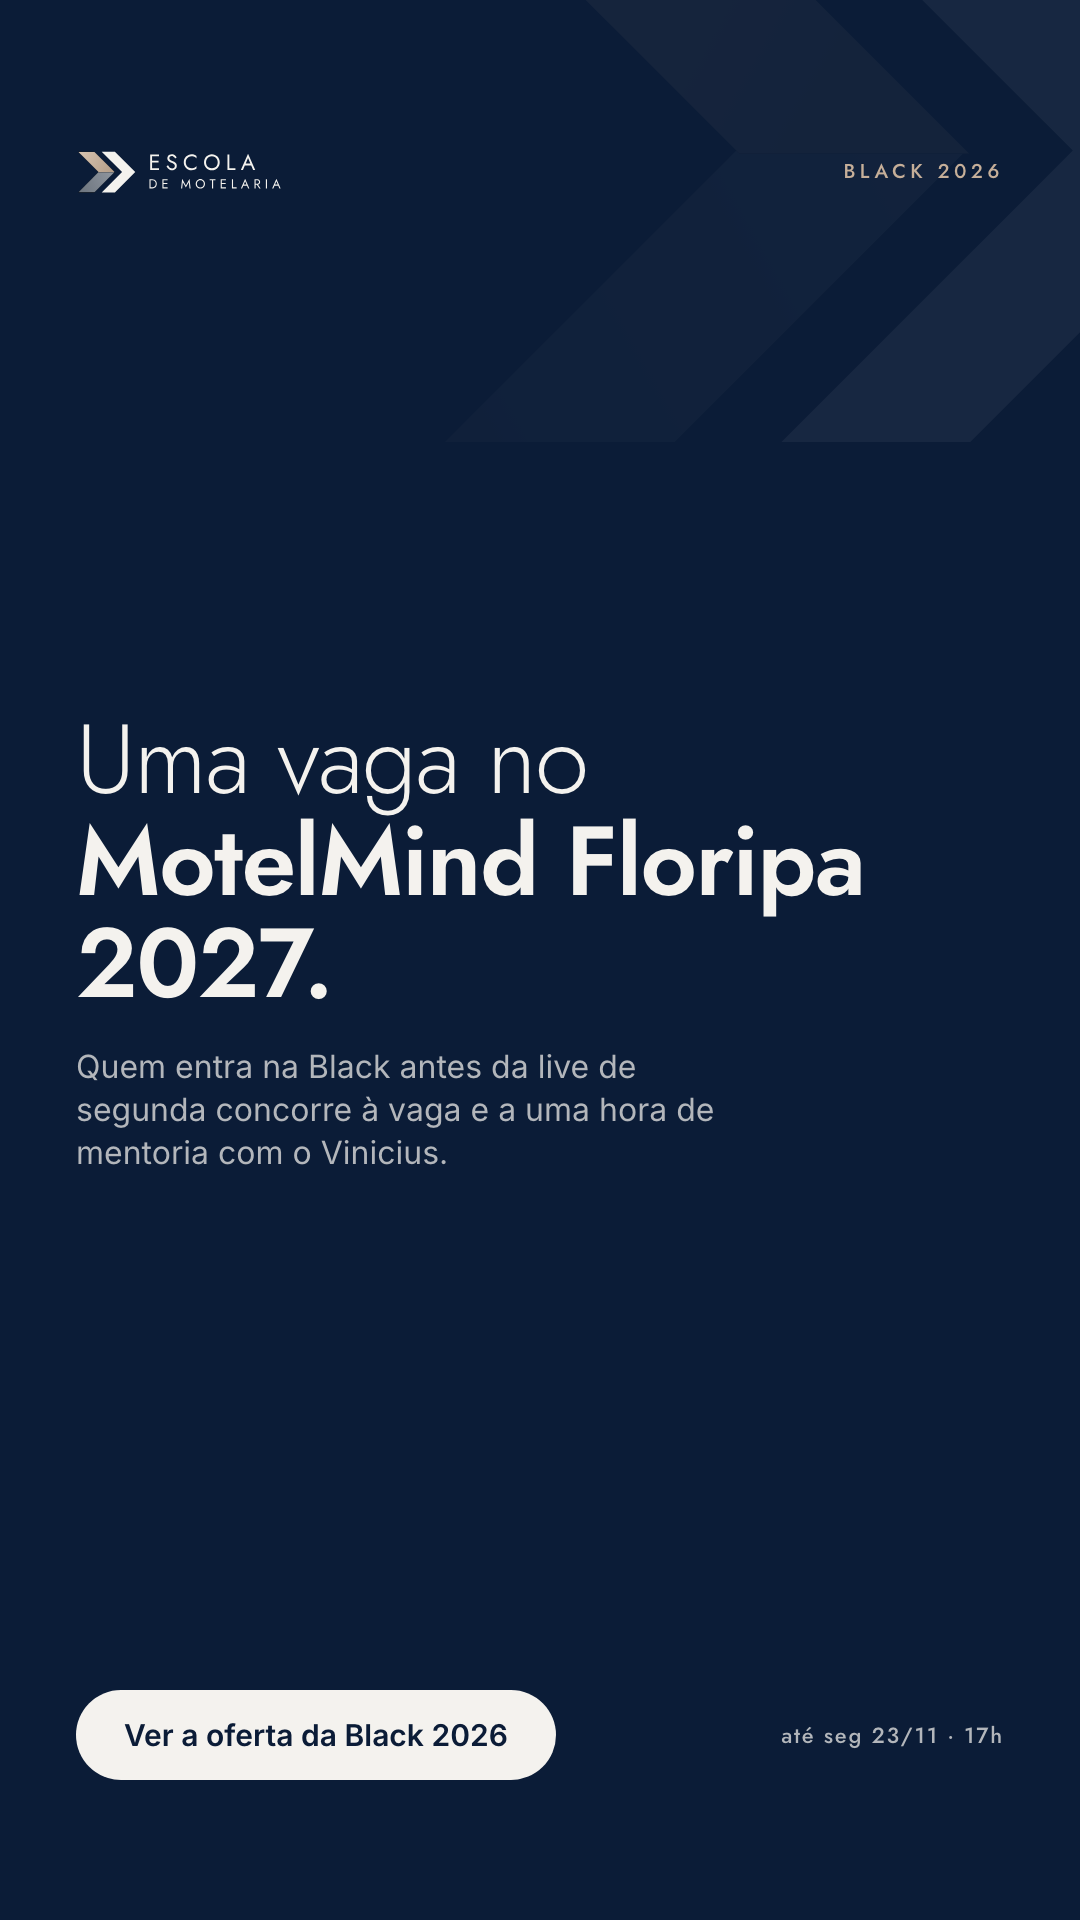 ESCOLA
DE MOTELARIA
BLACK 2026
Uma vaga no
MotelMind Floripa
2027.
Quem entra na Black antes da live de
segunda concorre à vaga e a uma hora de
mentoria com o Vinicius.
Ver a oferta da Black 2026
até seg 23/11 · 17h